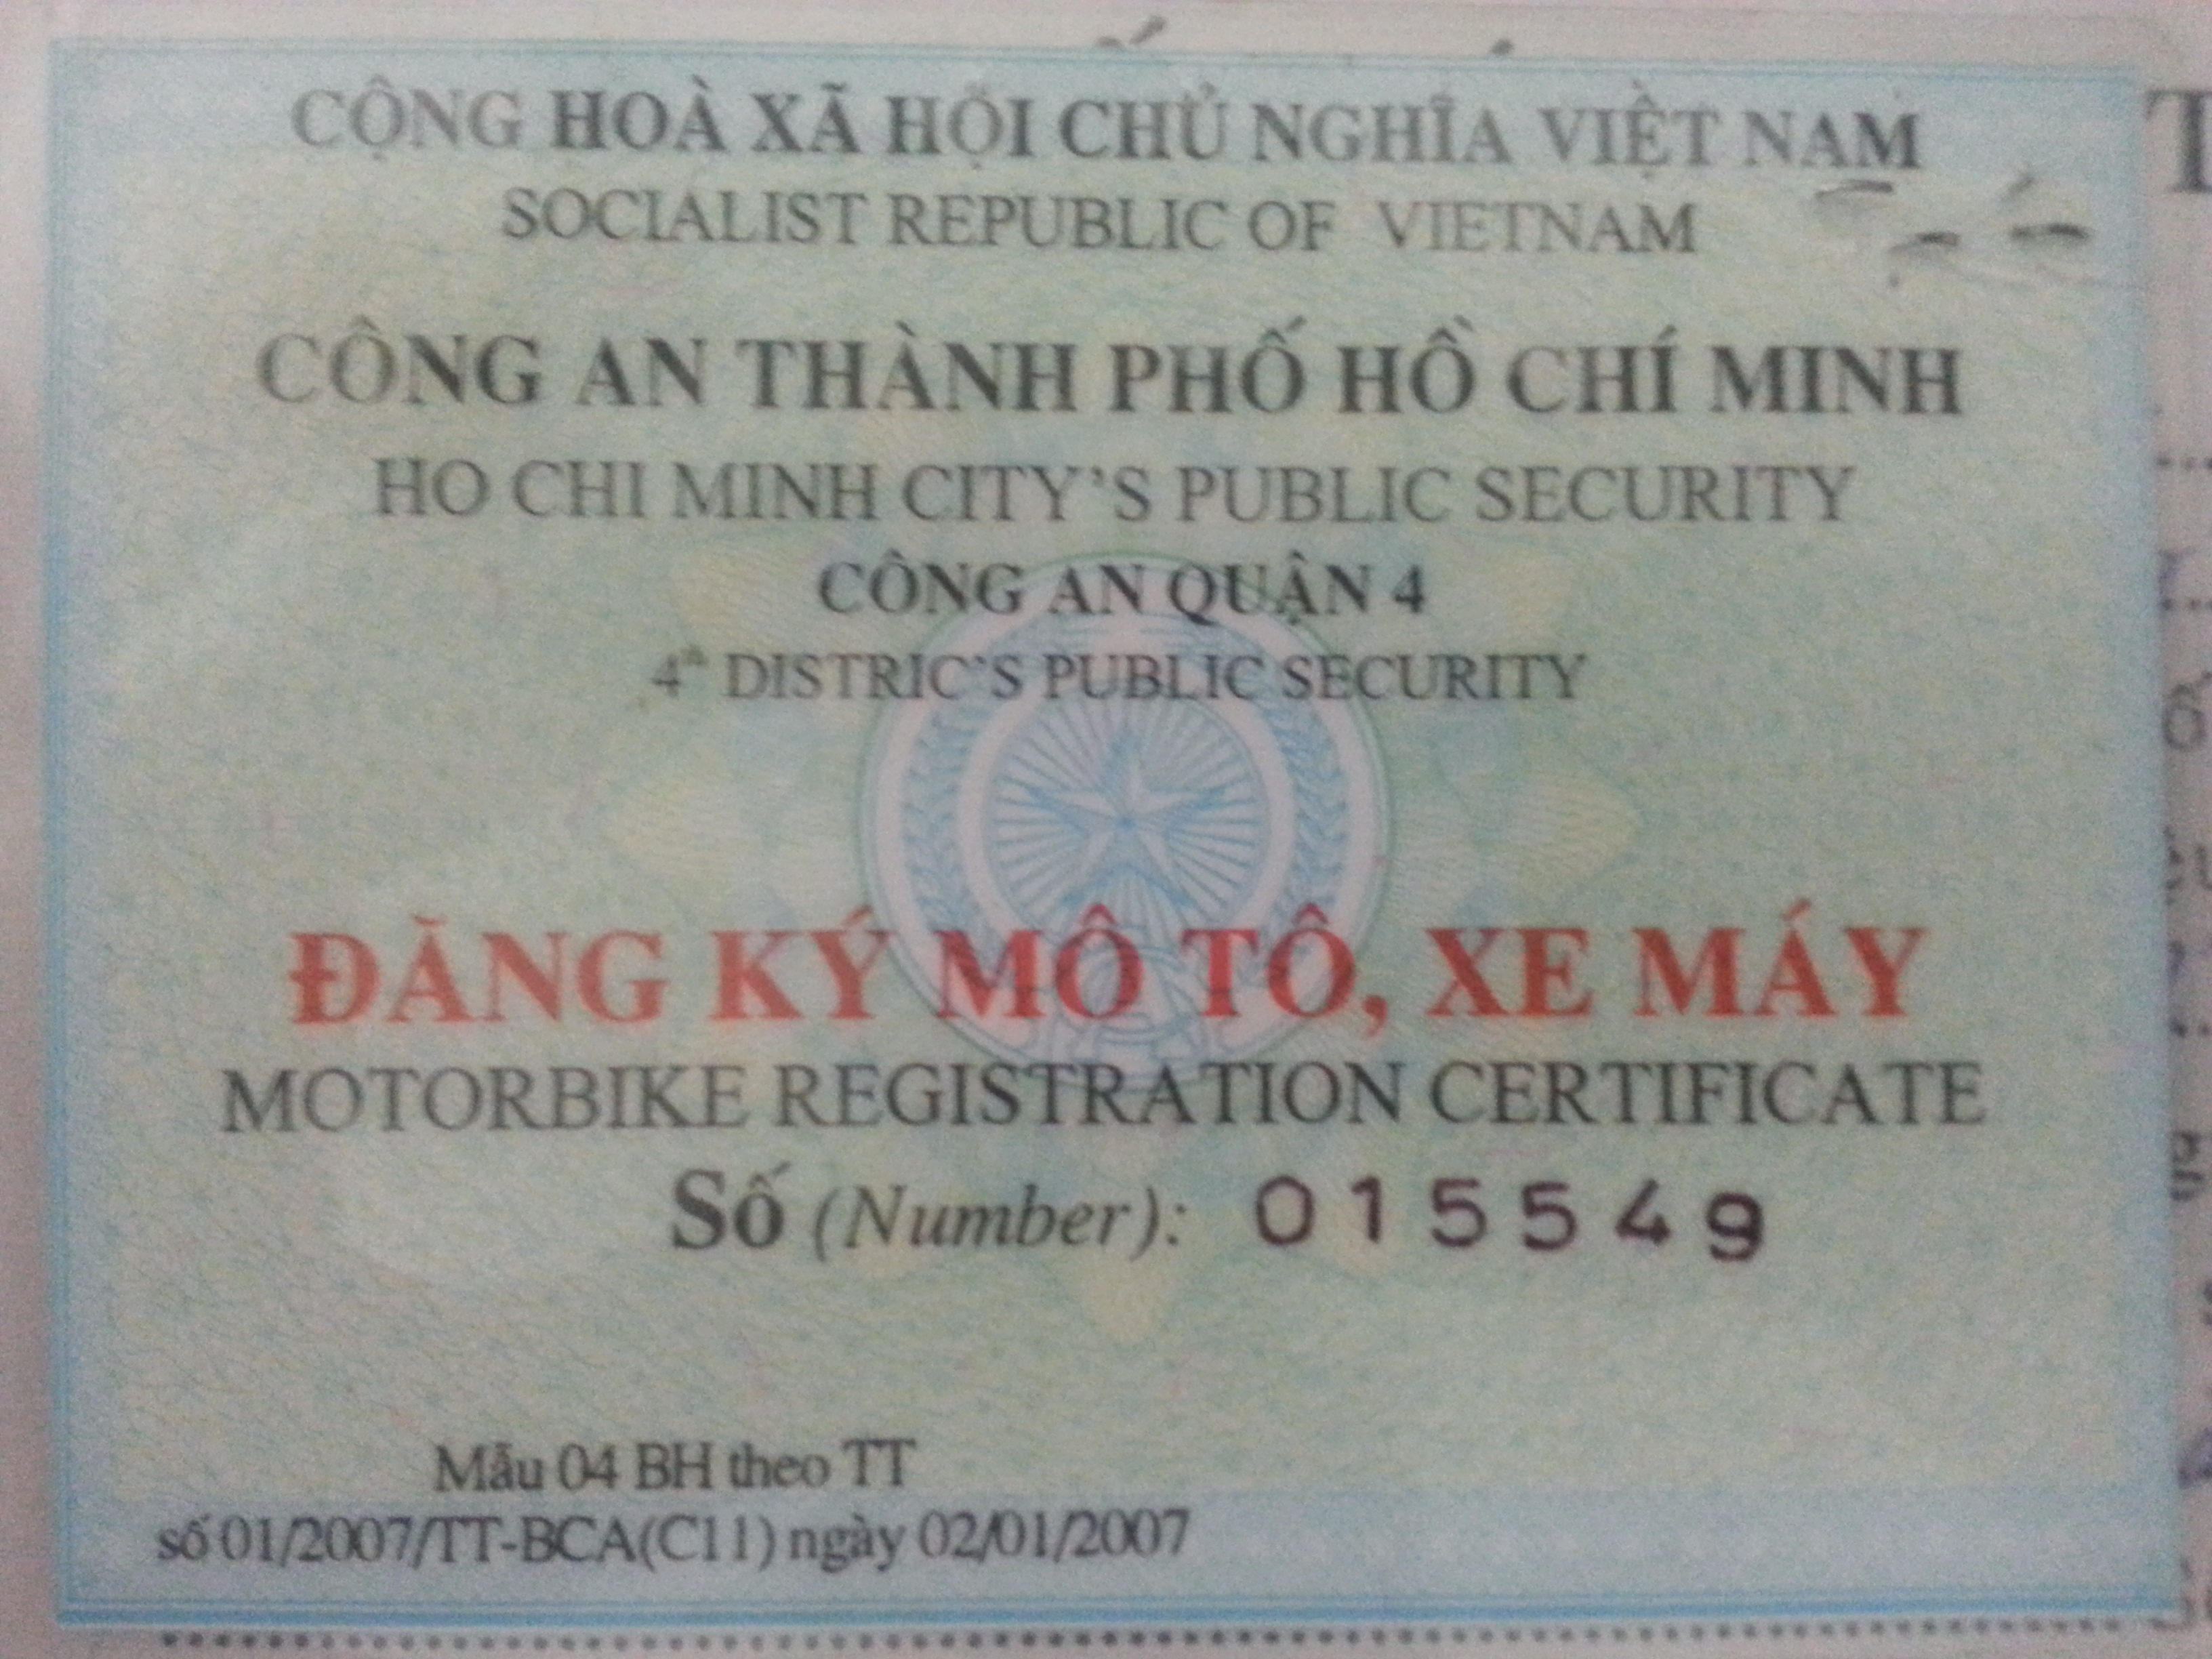 CỘNG HOÀ XÃ HỘI CHỦ NGHĨA VIỆT NAM
SOCIALIST REPUBLIC OF VIETNAM
CÔNG AN THÀNH PHỐ HỒ CHÍ MINH
HO CHI MINH CITY'S PUBLIC SECURITY
CÔNG AN QUẬN 4
4th DISTRIC'S PUBLIC SECURITY
ĐĂNG KÝ MÔ TÔ, XE MÁY
MOTORBIKE REGISTRATION CERTIFICATE
Số (Number): 015549
Mẫu 04 BH theo TT
số 01/2007/TT-BCA(C11) ngày 02/01/2007